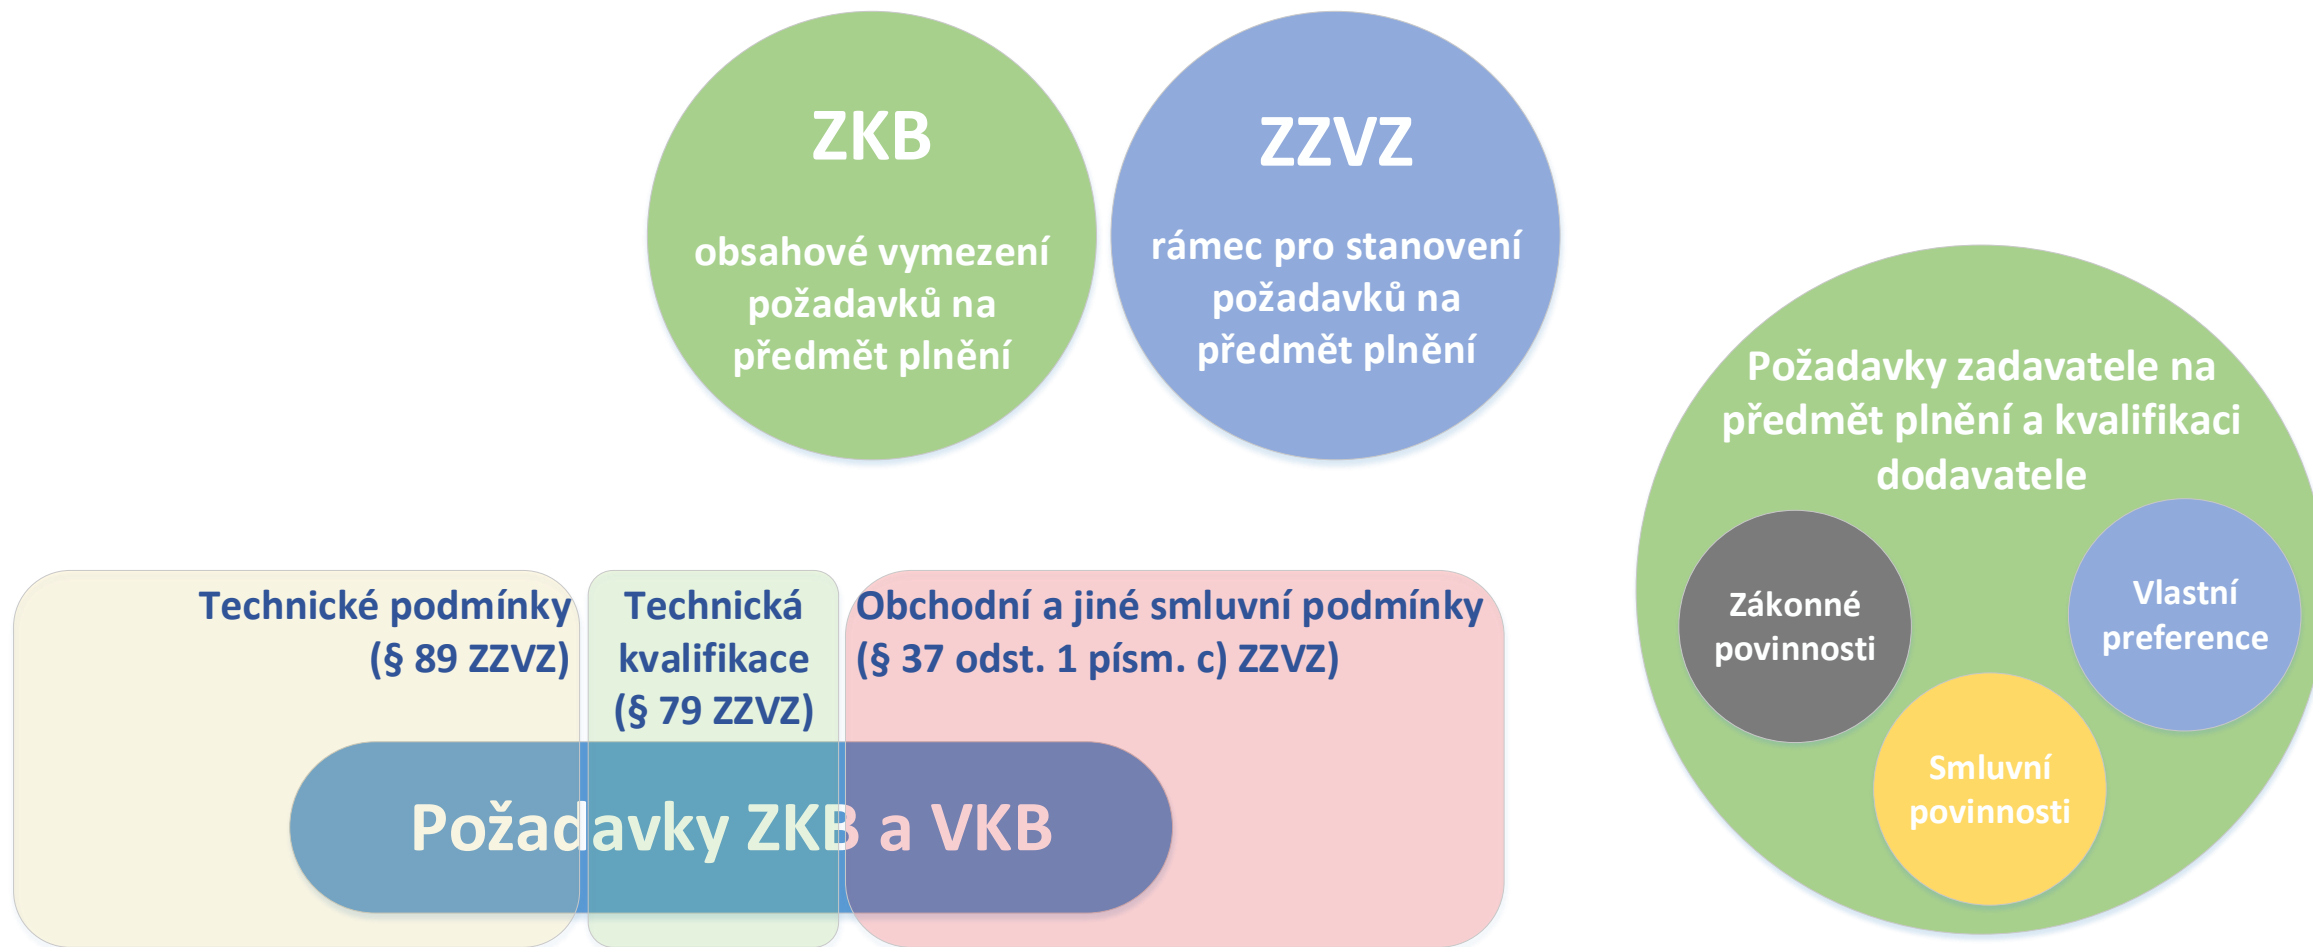 ZKB
obsahové vymezení
požadavků na
předmět plnění
ZZVZ
rámec pro stanovení
požadavků na
předmět plnění
Požadavky zadavatele na
předmět plnění a kvalifikaci
dodavatele
Zákonné
povinnosti
Vlastní
preference
Smluvní
povinnosti
Technické podmínky
(§ 89 ZZVZ)
Technická
kvalifikace
(§ 79 ZZVZ)
Obchodní a jiné smluvní podmínky
(§ 37 odst. 1 písm. c) ZZVZ)
Požadavky ZKB a VKB